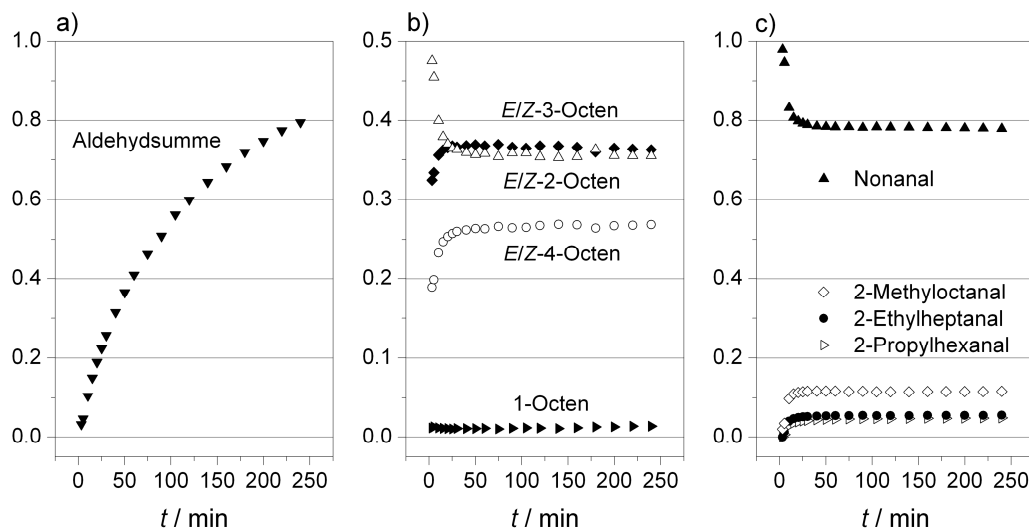 a)
1.0
0.8
0.6
0.4
0.2
0.0
Aldehydsumme
0 50 100 150 200 250
t / min
b)
0.5
0.4
0.3
0.2
0.1
0.0
E/Z-3-Octen
E/Z-2-Octen
E/Z-4-Octen
1-Octen
0 50 100 150 200 250
t / min
c)
1.0
0.8
0.6
0.4
0.2
0.0
Nonanal
2-Methyloctanal
2-Ethylheptanal
2-Propylhexanal
0 50 100 150 200 250
t / min